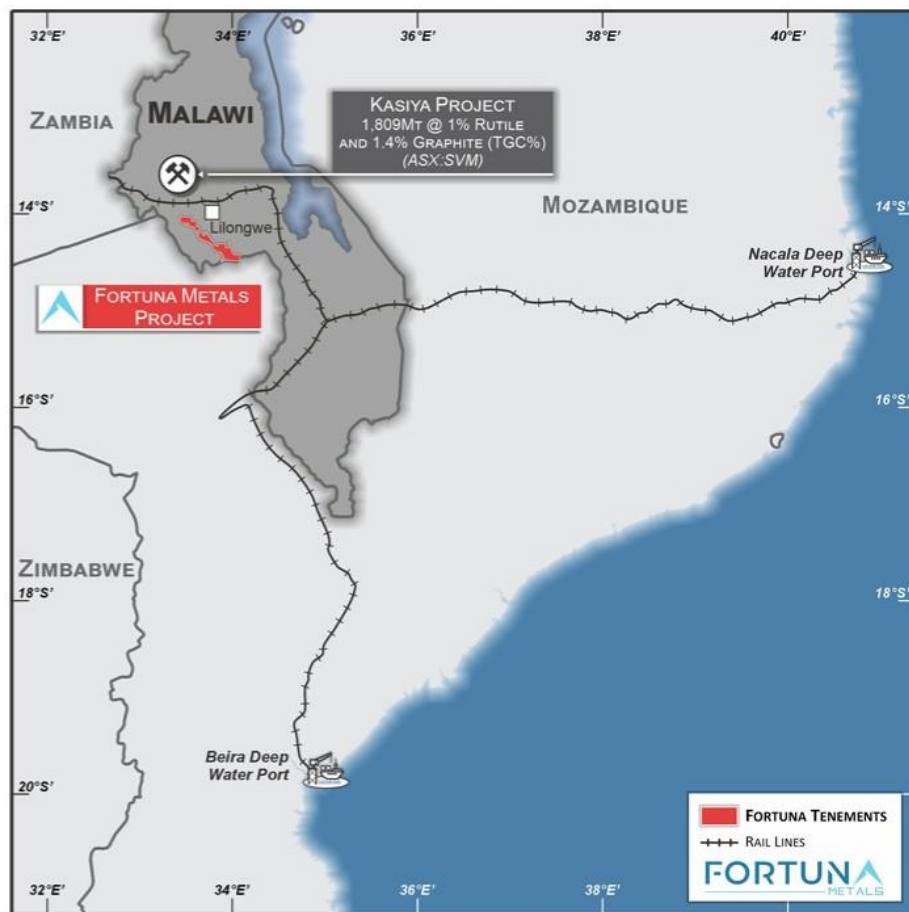 32°E'
34°E'
36°E'
38°E'
40°E'
KASIYA PROJECT
1,809MT @ 1% RUTILE
AND 1.4% GRAPHITE (TGC%)
(ASX:SVM)
ZAMBIA
MALAWI
14°S'
14°S'
MOZAMBIQUE
Lilongwe
Nacala Deep
Water Port
FORTUNA METALS
PROJECT
16°S'
16°S'
ZIMBABWE
18°S'
18°S'
Beira Deep
Water Port
20°S'
FORTUNA TENEMENTS
RAIL LINES
FORTUNA
METALS
32°E'
34°E'
36°E'
38°E'
40°E'